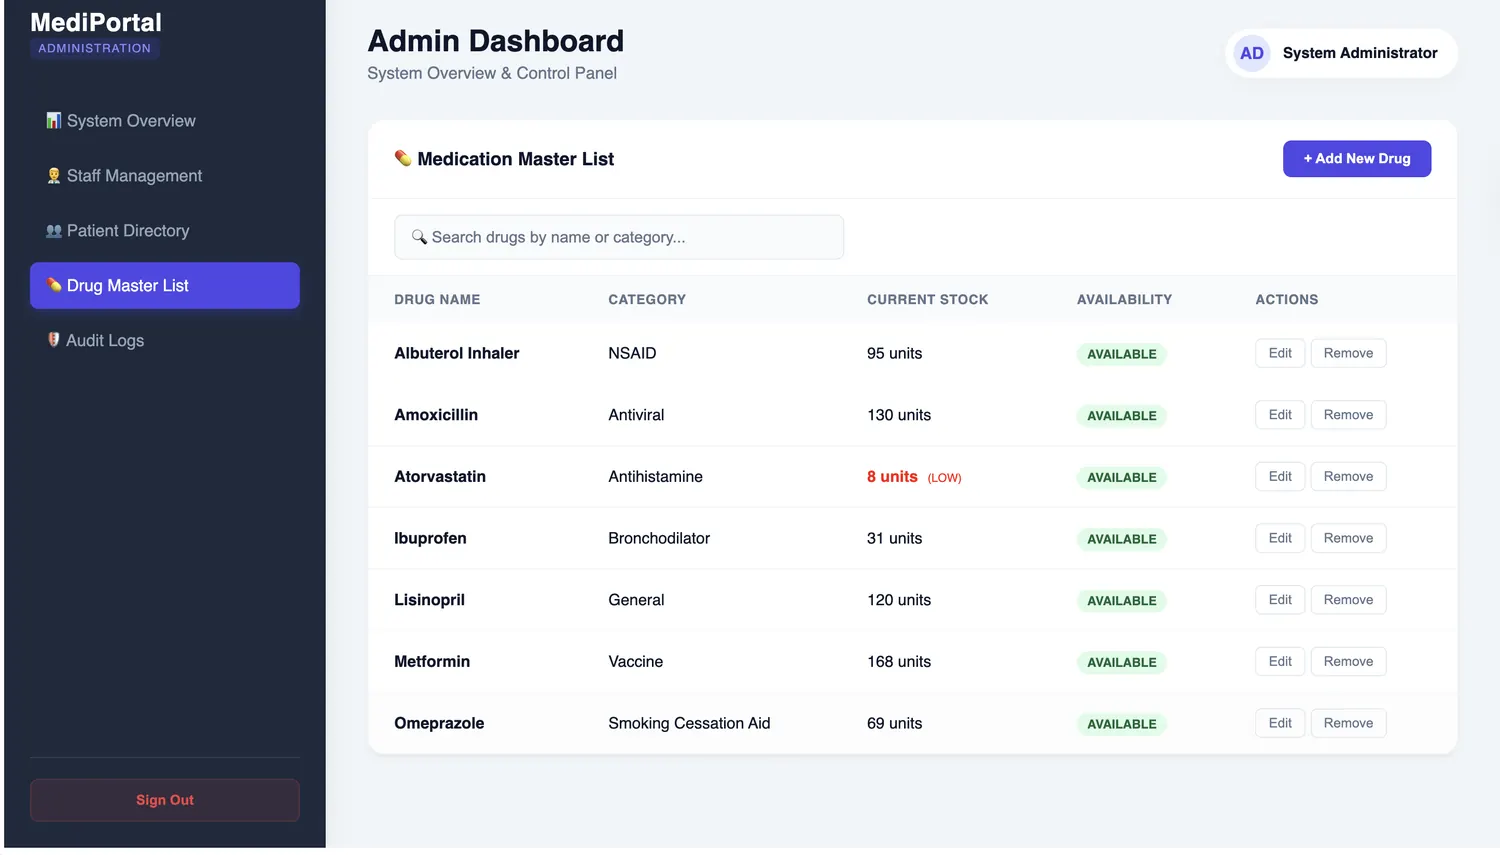 MediPortal
ADMINISTRATION
System Overview
Staff Management
Patient Directory
Drug Master List
Audit Logs
Sign Out
Admin Dashboard
System Overview & Control Panel
AD System Administrator
Medication Master List
+ Add New Drug
Search drugs by name or category...
DRUG NAME CATEGORY CURRENT STOCK AVAILABILITY ACTIONS
Albuterol Inhaler NSAID 95 units AVAILABLE Edit Remove
Amoxicillin Antiviral 130 units AVAILABLE Edit Remove
Atorvastatin Antihistamine 8 units (LOW) AVAILABLE Edit Remove
Ibuprofen Bronchodilator 31 units AVAILABLE Edit Remove
Lisinopril General 120 units AVAILABLE Edit Remove
Metformin Vaccine 168 units AVAILABLE Edit Remove
Omeprazole Smoking Cessation Aid 69 units AVAILABLE Edit Remove